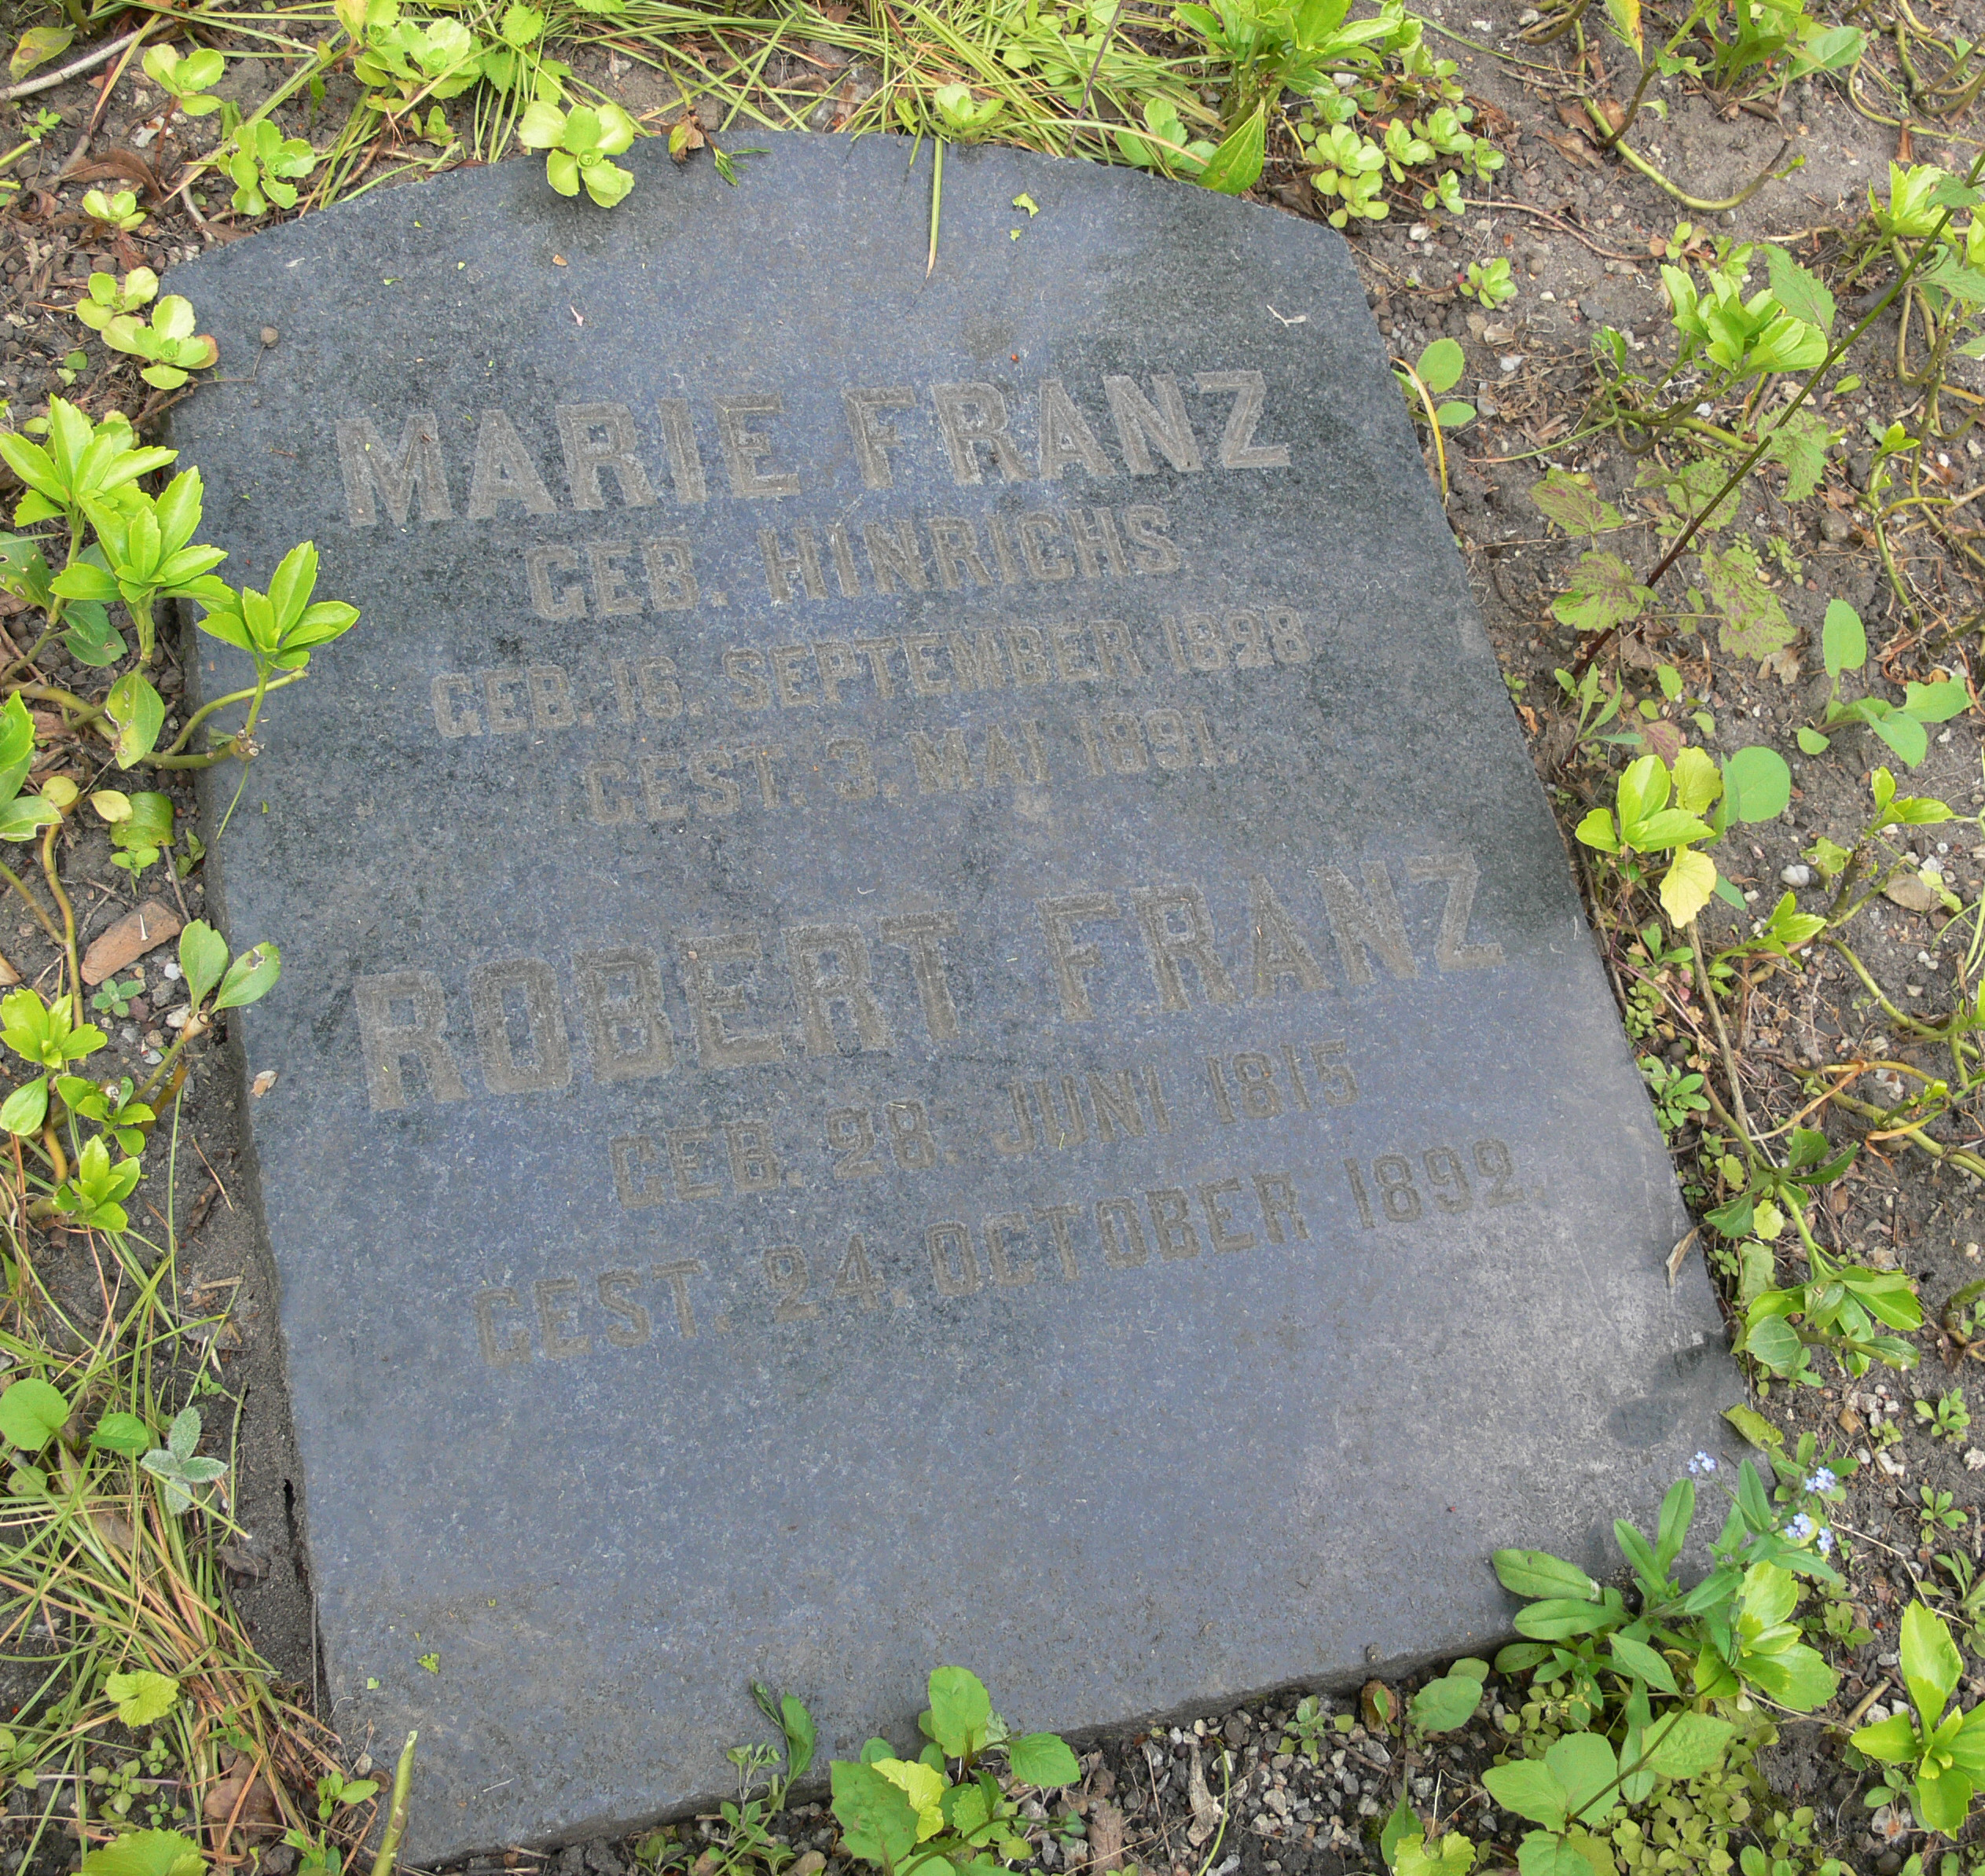 MARIE FRANZ
GEB. HINRICHS
GEB. 16. SEPTEMBER 1828
GEST. 3. MAI 1891.
ROBERT FRANZ
GEB. 28. JUNI 1815
GEST. 24. OCTOBER 1892.